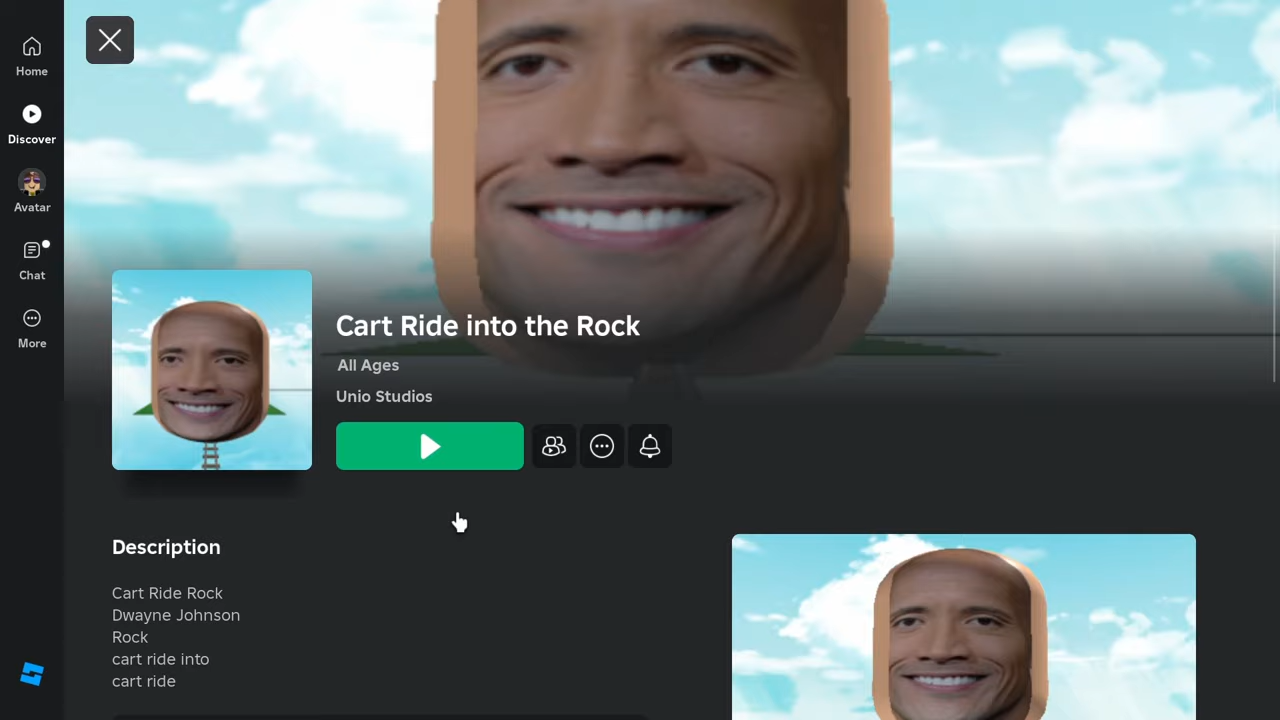 Home
Discover
Avatar
Chat
More
Cart Ride into the Rock
All Ages
Unio Studios
Description
Cart Ride Rock
Dwayne Johnson
Rock
cart ride into
cart ride